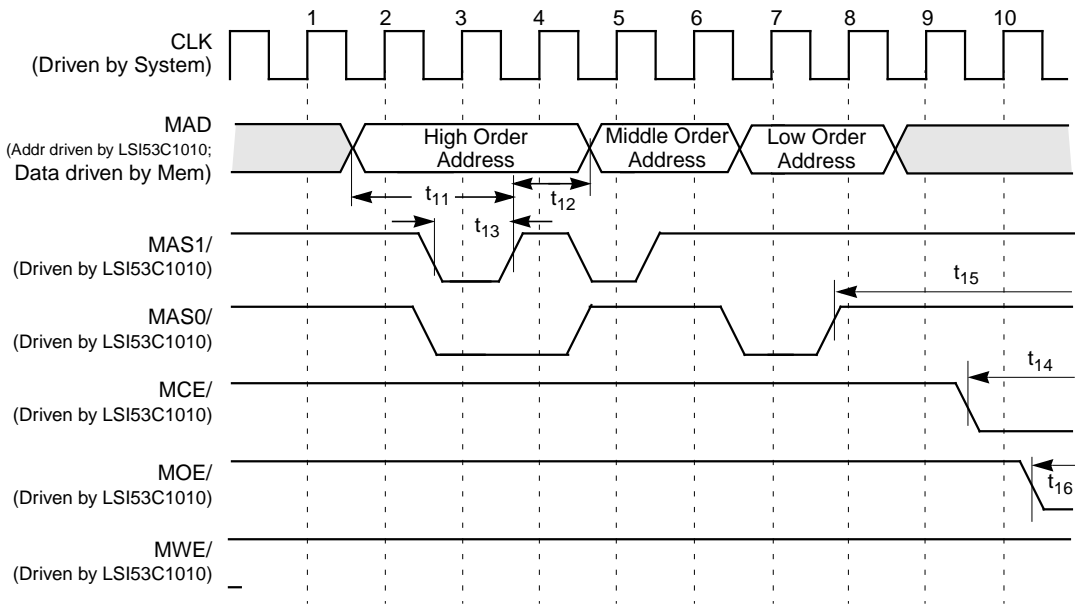 1 2 3 4 5 6 7 8 9 10
CLK
(Driven by System)
MAD
(Addr driven by LSI53C1010;
Data driven by Mem)
High Order
Address
Middle Order
Address
Low Order
Address
t11
t12
t13
MAS1/
(Driven by LSI53C1010)
t15
MAS0/
(Driven by LSI53C1010)
t14
MCE/
(Driven by LSI53C1010)
MOE/
(Driven by LSI53C1010)
t16
MWE/
(Driven by LSI53C1010)